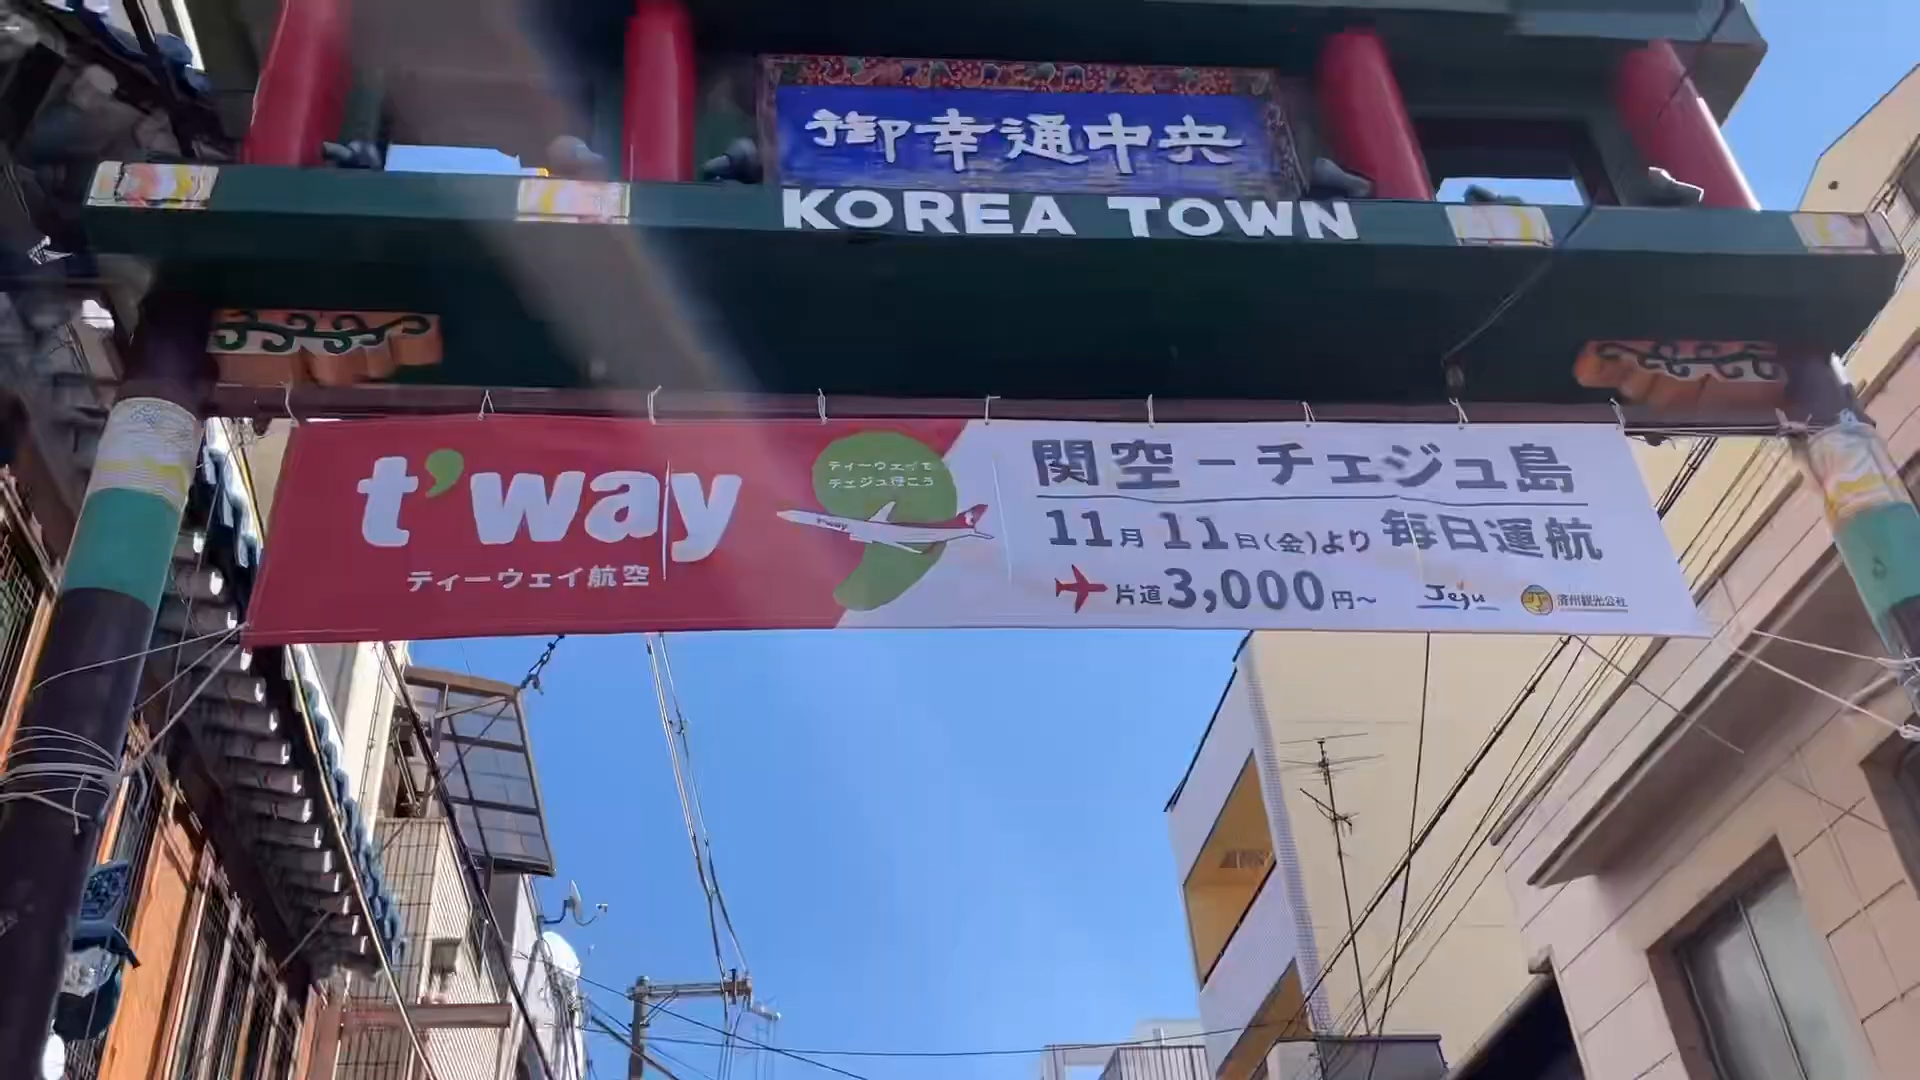 御幸通中央
KOREA TOWN
t'way
ティーウェイ航空
ティーウェイで
チェジュ行こう
t'way
関空-チェジュ島
11月11日(金)より 毎日運航
片道3,000円~
Jeju
済州観光公社